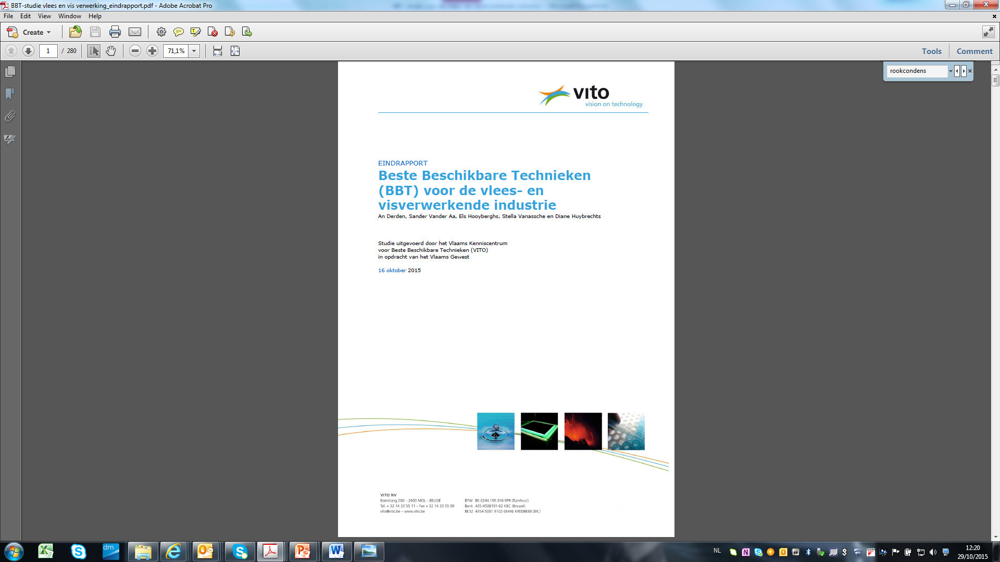 BBT-studie vlees en vis verwerking_eindrapport.pdf - Adobe Acrobat Pro
File Edit View Window Help
Create
1 / 280
71,1%
Tools
Comment
rookcondens
vito
vision on technology
EINDRAPPORT
Beste Beschikbare Technieken
(BBT) voor de vlees- en
visverwerkende industrie
An Derden, Sander Vander Aa, Els Hooyberghs, Stella Vanassche en Diane Huybrechts
Studie uitgevoerd door het Vlaams Kenniscentrum
voor Beste Beschikbare Technieken (VITO)
in opdracht van het Vlaams Gewest
16 oktober 2015
VITO NV
Boeretang 200 – 2400 MOL – BELGIE
Tel. + 32 14 33 55 11 – Fax + 32 14 33 55 99
vito@vito.be – www.vito.be
BTW BE-0244.195.916 RPR (Turnhout)
Bank 435-4508191-02 KBC (Brussel)
BE32 4354 5081 9102 (IBAN) KREDBEBB (BIC)
dm
NL
12:20
29/10/2015